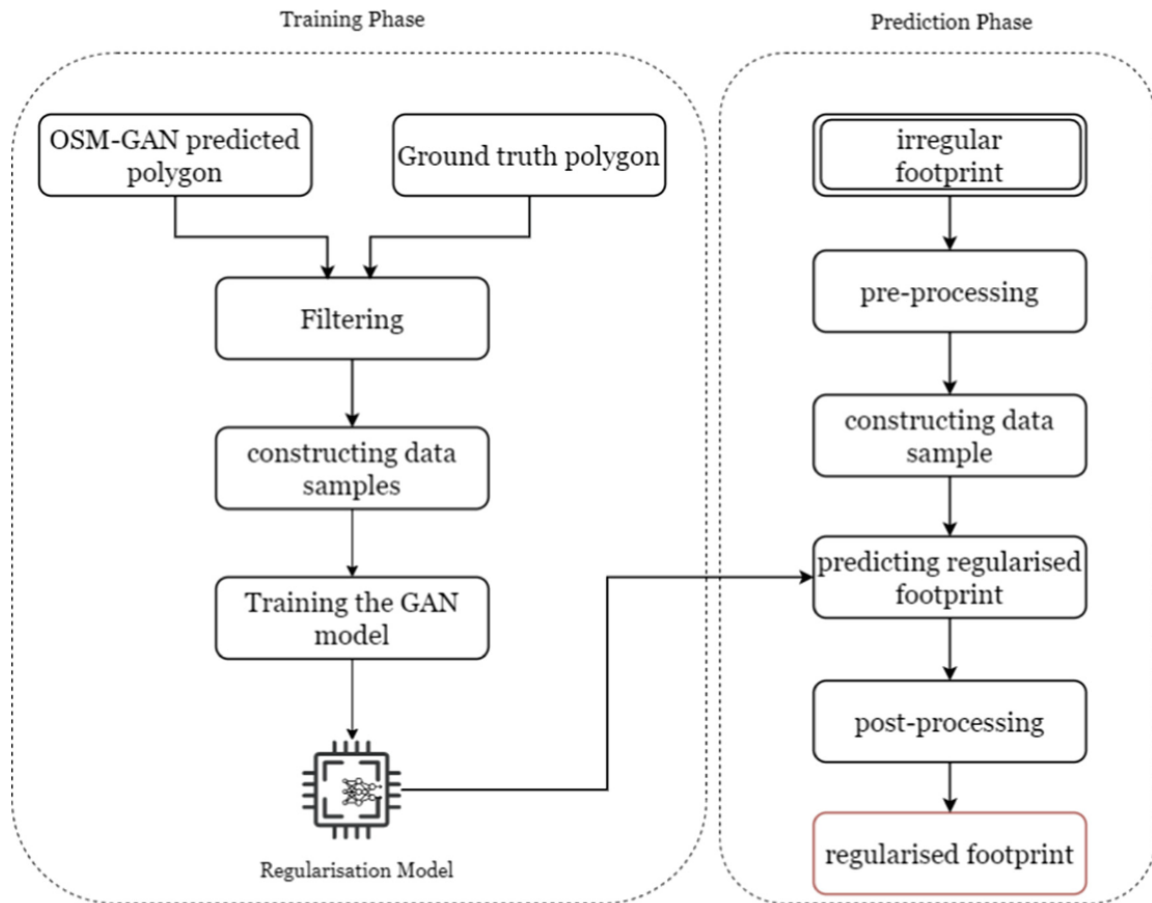 Training Phase
OSM-GAN predicted
polygon
Ground truth polygon
Filtering
constructing data
samples
Training the GAN
model
Regularisation Model
Prediction Phase
irregular
footprint
pre-processing
constructing data
sample
predicting regularised
footprint
post-processing
regularised footprint